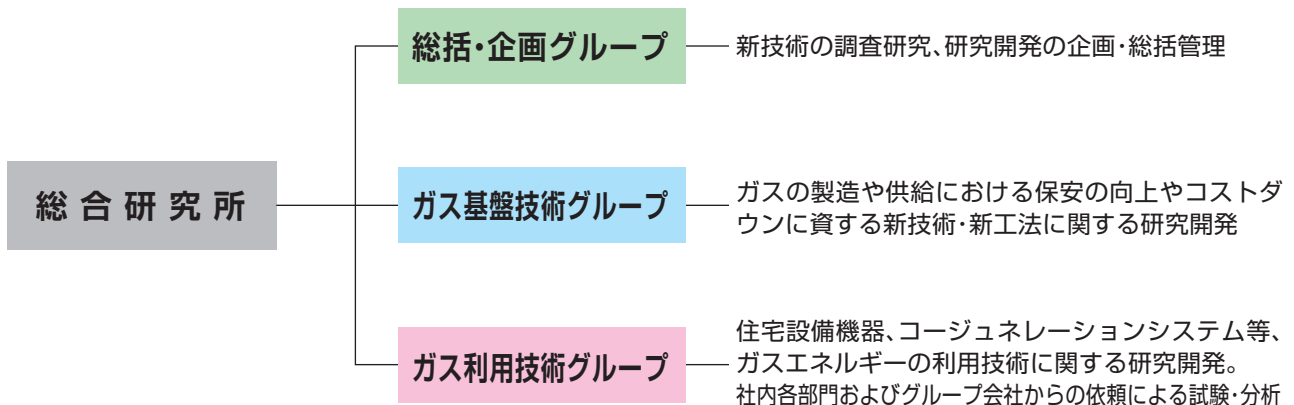 総括・企画グループ
新技術の調査研究、研究開発の企画・総括管理
総合研究所
ガス基盤技術グループ
ガスの製造や供給における保安の向上やコストダ
ウンに資する新技術・新工法に関する研究開発
ガス利用技術グループ
住宅設備機器、コージュネレーションシステム等、
ガスエネルギーの利用技術に関する研究開発。
社内各部門およびグループ会社からの依頼による試験・分析